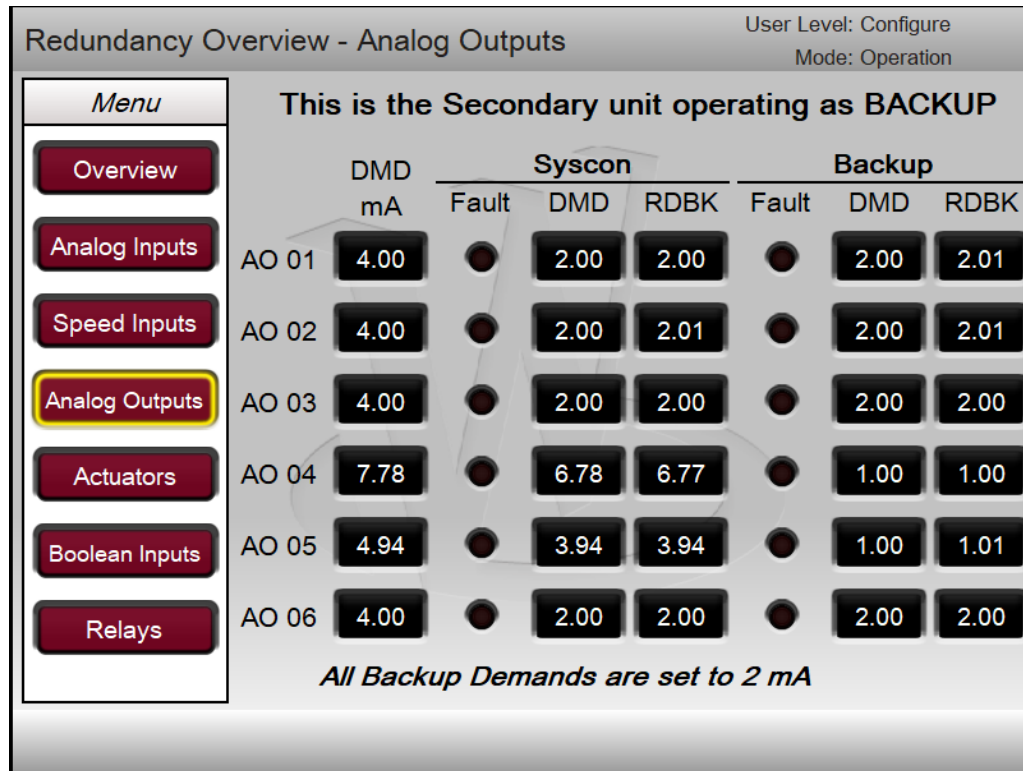 Redundancy Overview - Analog Outputs
User Level: Configure
Mode: Operation
Menu
Overview
Analog Inputs
Speed Inputs
Analog Outputs
Actuators
Boolean Inputs
Relays
This is the Secondary unit operating as BACKUP
DMD Syscon Backup
mA Fault DMD RDBK Fault DMD RDBK
AO 01 4.00 2.00 2.00 2.00 2.01
AO 02 4.00 2.00 2.01 2.00 2.01
AO 03 4.00 2.00 2.00 2.00 2.00
AO 04 7.78 6.78 6.77 1.00 1.00
AO 05 4.94 3.94 3.94 1.00 1.01
AO 06 4.00 2.00 2.00 2.00 2.00
All Backup Demands are set to 2 mA